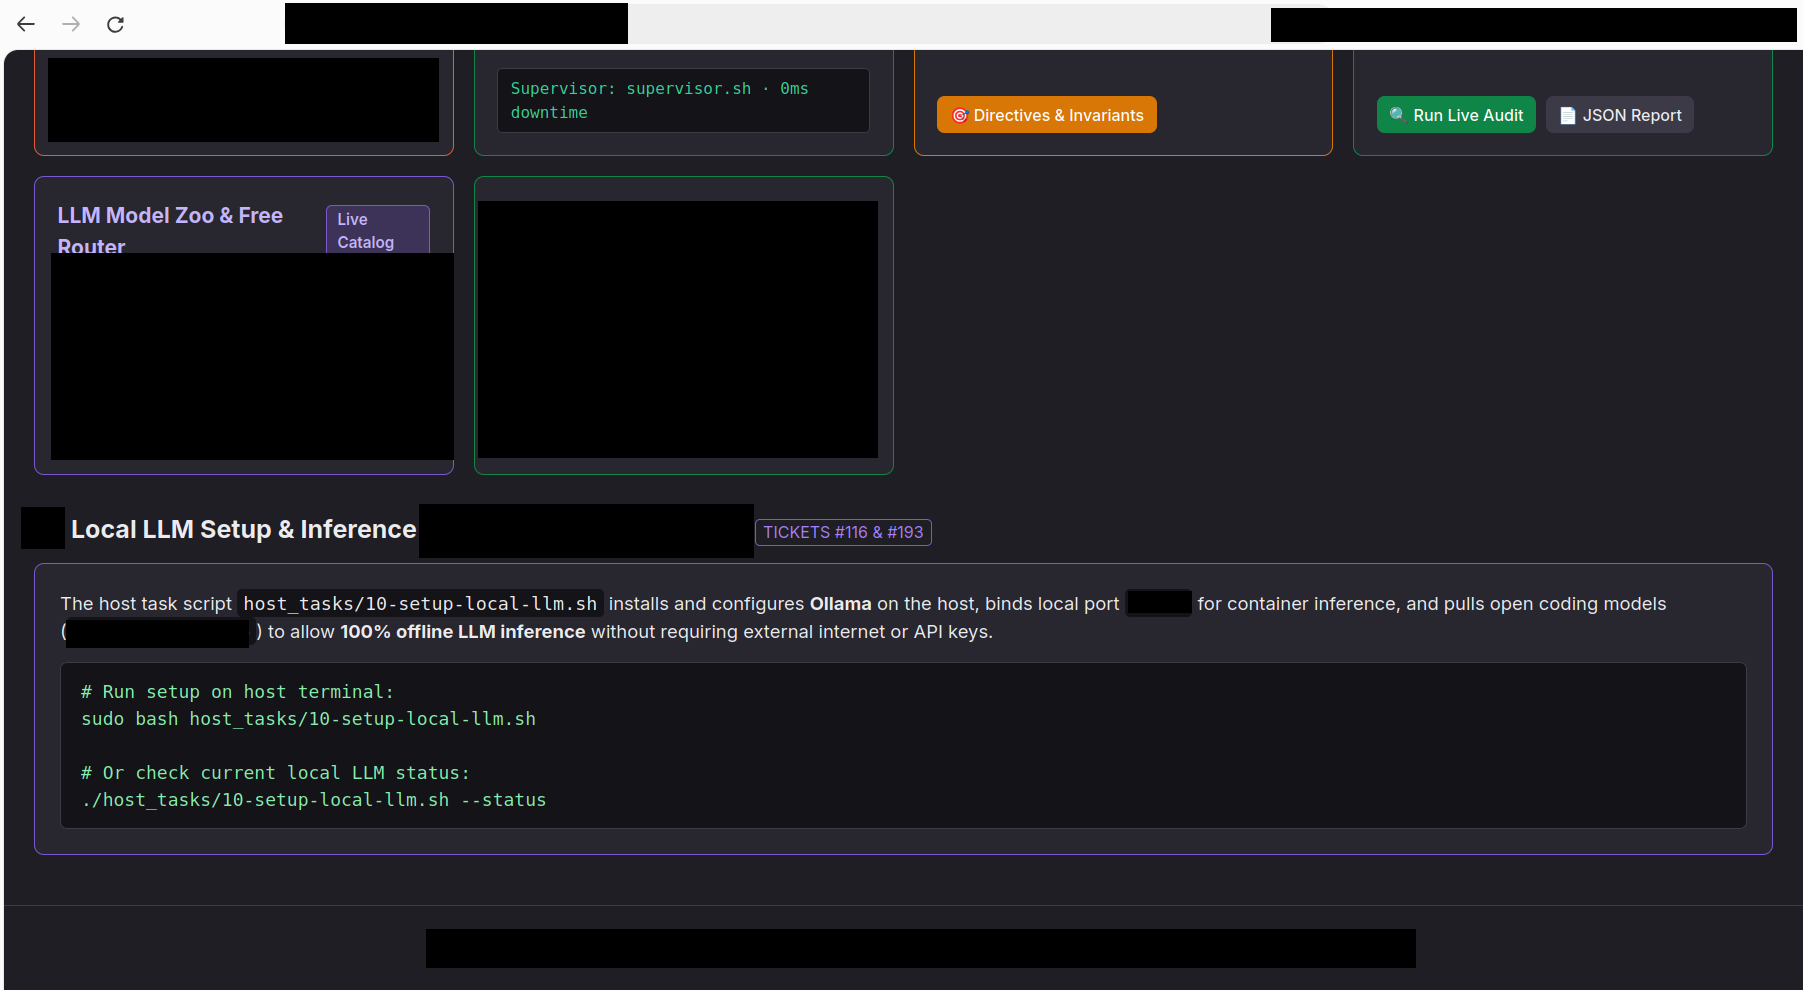 Supervisor: supervisor.sh · 0ms
downtime
🎯 Directives & Invariants
🔍 Run Live Audit
📄 JSON Report
LLM Model Zoo & Free
Router
Live
Catalog
Local LLM Setup & Inference
TICKETS #116 & #193
The host task script host_tasks/10-setup-local-llm.sh installs and configures Ollama on the host, binds local port for container inference, and pulls open coding models
( ) to allow 100% offline LLM inference without requiring external internet or API keys.
# Run setup on host terminal:
sudo bash host_tasks/10-setup-local-llm.sh
# Or check current local LLM status:
./host_tasks/10-setup-local-llm.sh --status